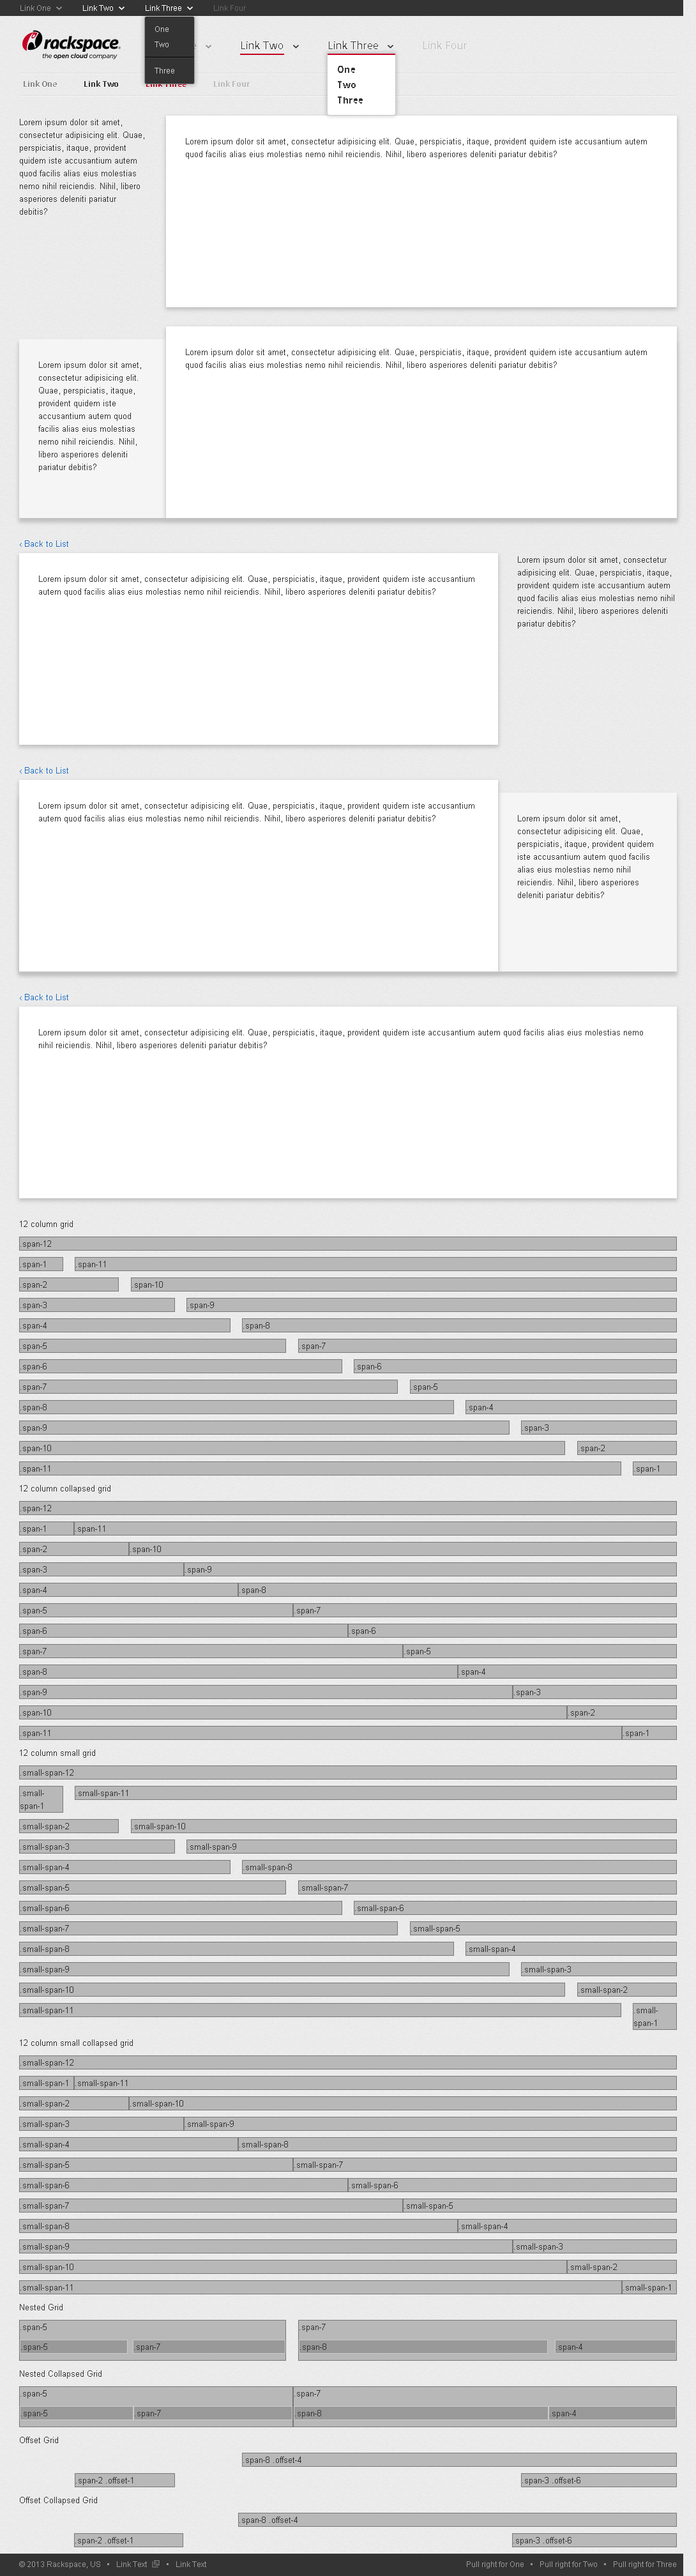 Link One Link Two Link Three Link Four
One
Two
Three
rackspace.
the open cloud company
Link Two Link Three Link Four
One
Two
Three
Link One Link Two Link Three Link Four
Lorem ipsum dolor sit amet,
consectetur adipisicing elit. Quae,
perspiciatis, itaque, provident
quidem iste accusantium autem
quod facilis alias eius molestias
nemo nihil reiciendis. Nihil, libero
asperiores deleniti pariatur
debitis?
Lorem ipsum dolor sit amet, consectetur adipisicing elit. Quae, perspiciatis, itaque, provident quidem iste accusantium autem
quod facilis alias eius molestias nemo nihil reiciendis. Nihil, libero asperiores deleniti pariatur debitis?
Lorem ipsum dolor sit amet,
consectetur adipisicing elit.
Quae, perspiciatis, itaque,
provident quidem iste
accusantium autem quod
facilis alias eius molestias
nemo nihil reiciendis. Nihil,
libero asperiores deleniti
pariatur debitis?
Lorem ipsum dolor sit amet, consectetur adipisicing elit. Quae, perspiciatis, itaque, provident quidem iste accusantium autem
quod facilis alias eius molestias nemo nihil reiciendis. Nihil, libero asperiores deleniti pariatur debitis?
‹ Back to List
Lorem ipsum dolor sit amet, consectetur adipisicing elit. Quae, perspiciatis, itaque, provident quidem iste accusantium
autem quod facilis alias eius molestias nemo nihil reiciendis. Nihil, libero asperiores deleniti pariatur debitis?
Lorem ipsum dolor sit amet, consectetur
adipisicing elit. Quae, perspiciatis, itaque,
provident quidem iste accusantium autem
quod facilis alias eius molestias nemo nihil
reiciendis. Nihil, libero asperiores deleniti
pariatur debitis?
‹ Back to List
Lorem ipsum dolor sit amet, consectetur adipisicing elit. Quae, perspiciatis, itaque, provident quidem iste accusantium
autem quod facilis alias eius molestias nemo nihil reiciendis. Nihil, libero asperiores deleniti pariatur debitis?
Lorem ipsum dolor sit amet,
consectetur adipisicing elit. Quae,
perspiciatis, itaque, provident quidem
iste accusantium autem quod facilis
alias eius molestias nemo nihil
reiciendis. Nihil, libero asperiores
deleniti pariatur debitis?
‹ Back to List
Lorem ipsum dolor sit amet, consectetur adipisicing elit. Quae, perspiciatis, itaque, provident quidem iste accusantium autem quod facilis alias eius molestias nemo
nihil reiciendis. Nihil, libero asperiores deleniti pariatur debitis?
12 column grid
.span-12
.span-1 .span-11
.span-2 .span-10
.span-3 .span-9
.span-4 .span-8
.span-5 .span-7
.span-6 .span-6
.span-7 .span-5
.span-8 .span-4
.span-9 .span-3
.span-10 .span-2
.span-11 .span-1
12 column collapsed grid
.span-12
.span-1 .span-11
.span-2 .span-10
.span-3 .span-9
.span-4 .span-8
.span-5 .span-7
.span-6 .span-6
.span-7 .span-5
.span-8 .span-4
.span-9 .span-3
.span-10 .span-2
.span-11 .span-1
12 column small grid
.small-span-12
.small-
span-1
.small-span-11
.small-span-2 .small-span-10
.small-span-3 .small-span-9
.small-span-4 .small-span-8
.small-span-5 .small-span-7
.small-span-6 .small-span-6
.small-span-7 .small-span-5
.small-span-8 .small-span-4
.small-span-9 .small-span-3
.small-span-10 .small-span-2
.small-span-11
.small-
span-1
12 column small collapsed grid
.small-span-12
.small-span-1 .small-span-11
.small-span-2 .small-span-10
.small-span-3 .small-span-9
.small-span-4 .small-span-8
.small-span-5 .small-span-7
.small-span-6 .small-span-6
.small-span-7 .small-span-5
.small-span-8 .small-span-4
.small-span-9 .small-span-3
.small-span-10 .small-span-2
.small-span-11 .small-span-1
Nested Grid
.span-5 .span-7
.span-5 .span-7 .span-8 .span-4
Nested Collapsed Grid
.span-5 .span-7
.span-5 .span-7 .span-8 .span-4
Offset Grid
.span-8 .offset-4
.span-2 .offset-1 .span-3 .offset-6
Offset Collapsed Grid
.span-8 .offset-4
.span-2 .offset-1 .span-3 .offset-6
© 2013 Rackspace, US • Link Text • Link Text Pull right for One • Pull right for Two • Pull right for Three